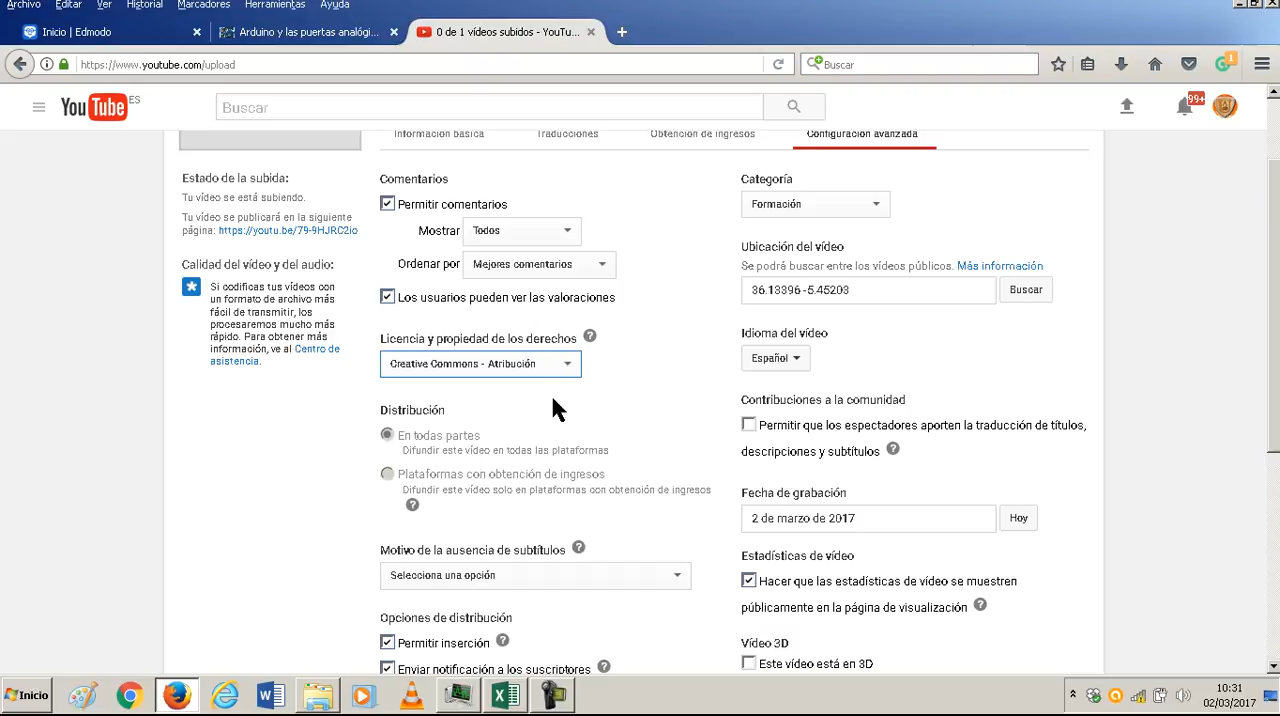 Archivo Editar Ver Historial Marcadores Herramientas Ayuda
Inicio | Edmodo
Arduino y las puertas analógi...
0 de 1 vídeos subidos - YouTu...
https://www.youtube.com/upload
Buscar
1
YouTube ES
Buscar
99+
Información básica
Traducciones
Obtención de ingresos
Configuración avanzada
Estado de la subida:
Tu vídeo se está subiendo.
Tu vídeo se publicará en la siguiente
página: https://youtu.be/79-9HJRC2io
Calidad del vídeo y del audio:
Si codificas tus vídeos con
un formato de archivo más
fácil de transmitir, los
procesaremos mucho más
rápido. Para obtener más
información, ve al Centro de
asistencia.
Comentarios
Permitir comentarios
Mostrar Todos
Ordenar por Mejores comentarios
Los usuarios pueden ver las valoraciones
Licencia y propiedad de los derechos ?
Creative Commons - Atribución
Distribución
En todas partes
Difundir este vídeo en todas las plataformas
Plataformas con obtención de ingresos
Difundir este vídeo solo en plataformas con obtención de ingresos
?
Motivo de la ausencia de subtítulos ?
Selecciona una opción
Opciones de distribución
Permitir inserción ?
Enviar notificación a los suscriptores ?
Categoría
Formación
Ubicación del vídeo
Se podrá buscar entre los vídeos públicos. Más información
36.13396 -5.45203 Buscar
Idioma del vídeo
Español
Contribuciones a la comunidad
Permitir que los espectadores aporten la traducción de títulos,
descripciones y subtítulos ?
Fecha de grabación
2 de marzo de 2017 Hoy
Estadísticas de vídeo
Hacer que las estadísticas de vídeo se muestren
públicamente en la página de visualización ?
Vídeo 3D
Este vídeo está en 3D
Inicio
10:31
02/03/2017